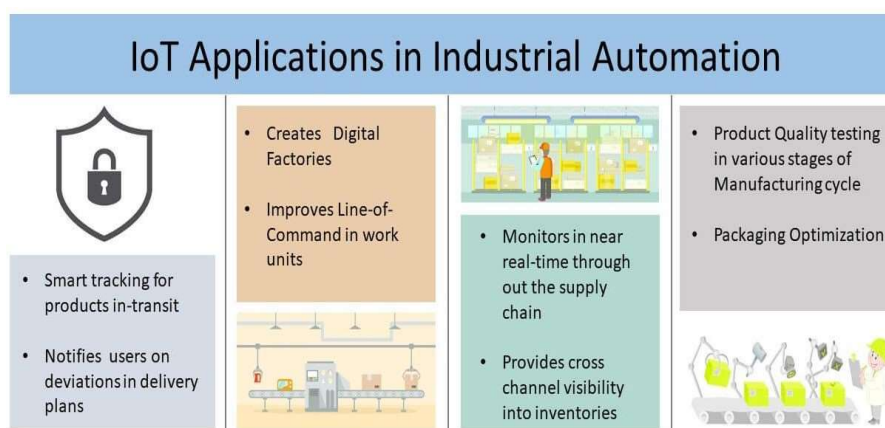 IoT Applications in Industrial Automation
• Smart tracking for
products in-transit
• Notifies users on
deviations in delivery
plans
• Creates Digital
Factories
• Improves Line-of-
Command in work
units
• Monitors in near
real-time through
out the supply
chain
• Provides cross
channel visibility
into inventories
• Product Quality testing
in various stages of
Manufacturing cycle
• Packaging Optimization